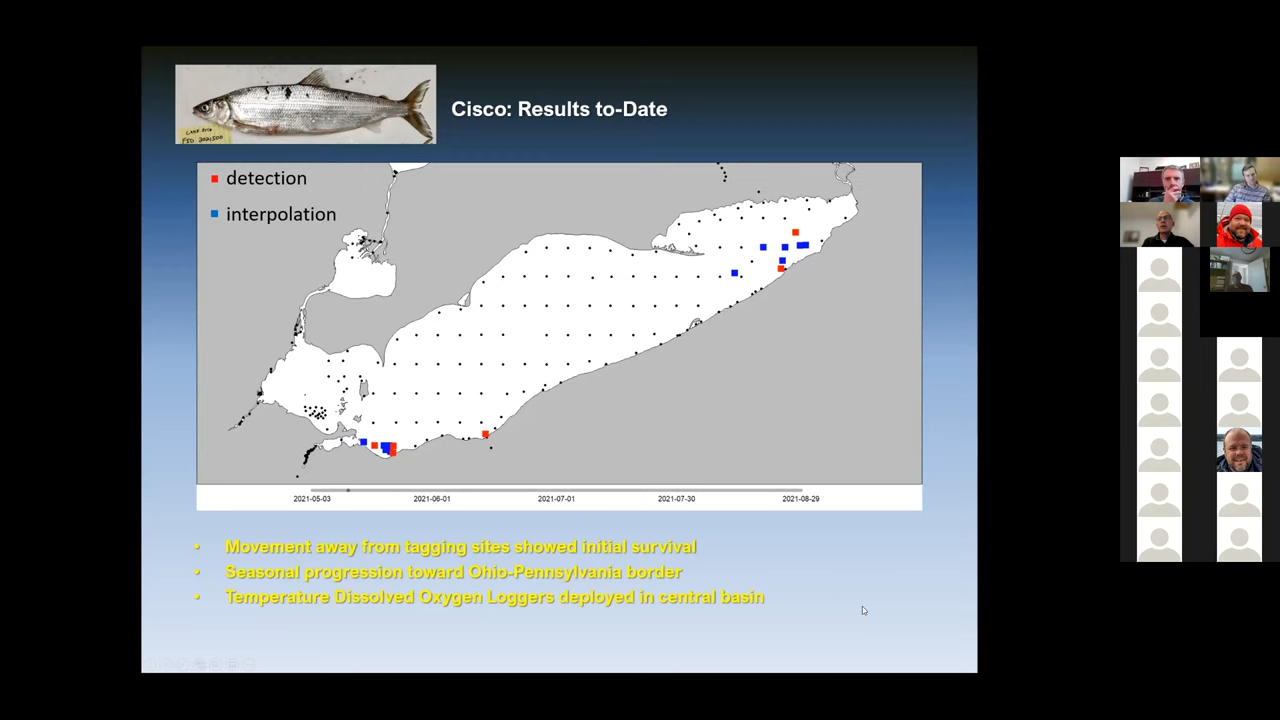 Cisco: Results to-Date
detection
interpolation
2021-05-03 2021-06-01 2021-07-01 2021-07-30 2021-08-29
• Movement away from tagging sites showed initial survival
• Seasonal progression toward Ohio-Pennsylvania border
• Temperature Dissolved Oxygen Loggers deployed in central basin